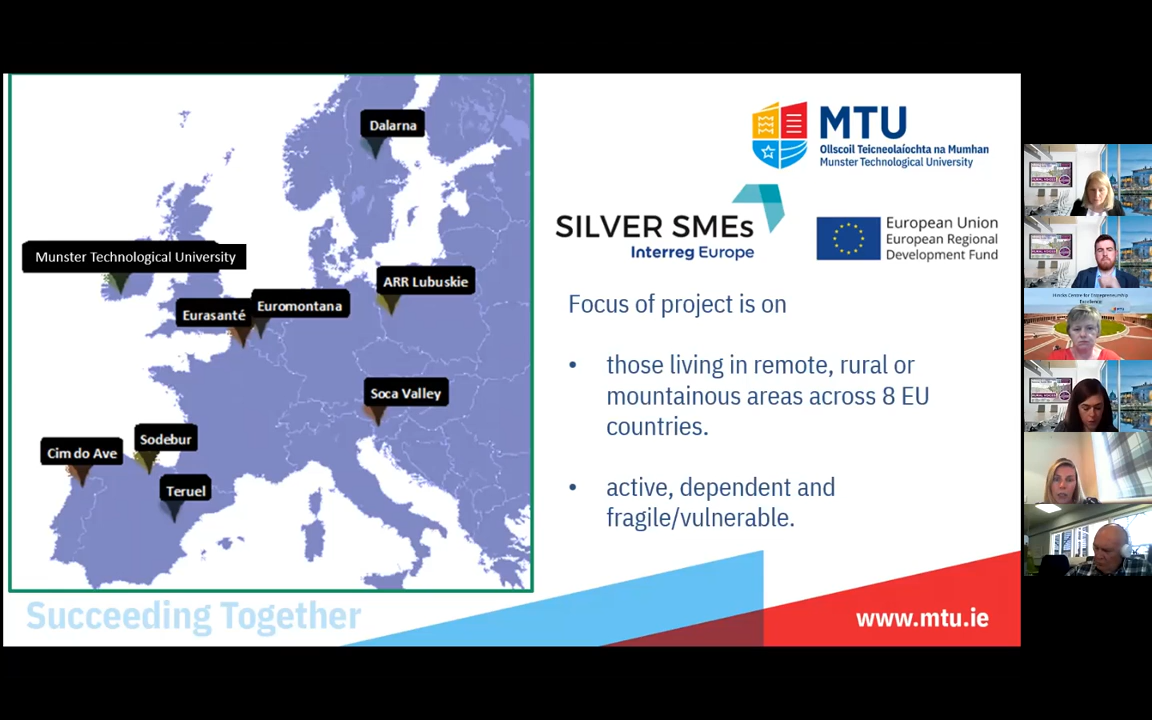 Dalarna
Munster Technological University
ARR Lubuskie
Eurasanté
Euromontana
Soca Valley
Sodebur
Cim do Ave
Teruel
Succeeding Together
MTU
Ollscoil Teicneolaíochta na Mumhan
Munster Technological University
SILVER SMEs
Interreg Europe
European Union
European Regional
Development Fund
Focus of project is on
• those living in remote, rural or
mountainous areas across 8 EU
countries.
• active, dependent and
fragile/vulnerable.
www.mtu.ie